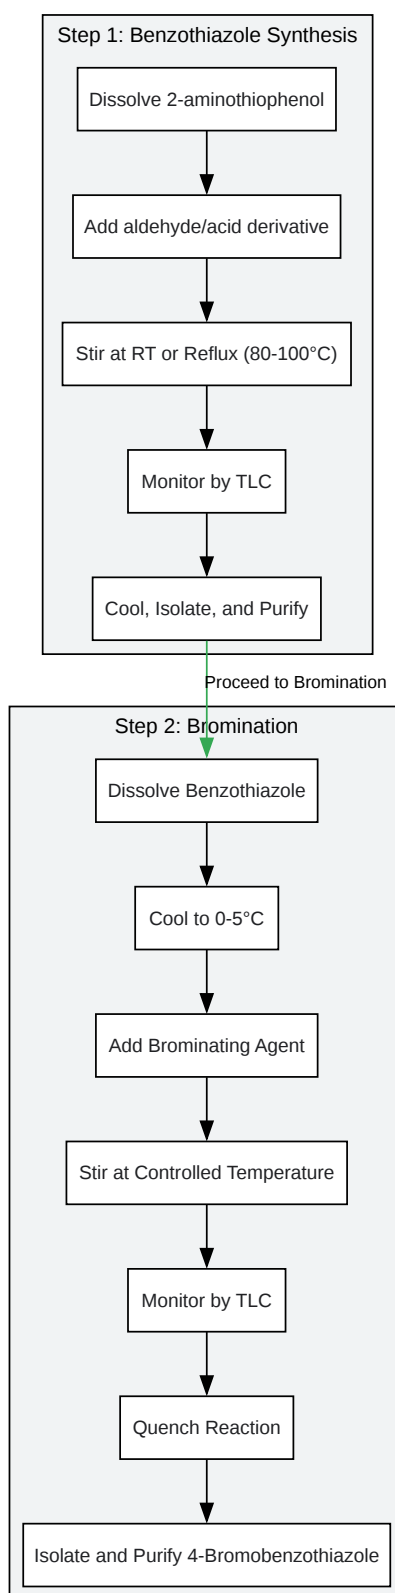 Step 1: Benzothiazole Synthesis
Dissolve 2-aminothiophenol
Add aldehyde/acid derivative
Stir at RT or Reflux (80-100°C)
Monitor by TLC
Cool, Isolate, and Purify
Proceed to Bromination
Step 2: Bromination
Dissolve Benzothiazole
Cool to 0-5°C
Add Brominating Agent
Stir at Controlled Temperature
Monitor by TLC
Quench Reaction
Isolate and Purify 4-Bromobenzothiazole